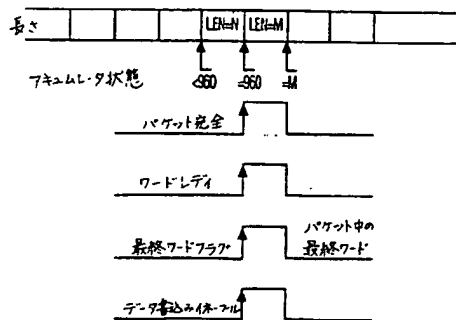 長さ LEN=N LEN=M
アキュムレータ状態 <960 =960 =M
パケット完全
ワードレディ
パケット中の
最終ワードフラグ 最終ワード
データ書込みイネーブル